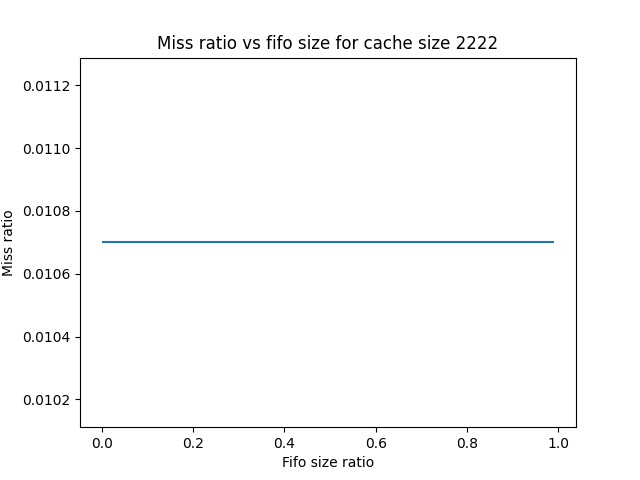 Miss ratio vs fifo size for cache size 2222
0.0112
0.0110
0.0108
0.0106
0.0104
0.0102
Miss ratio
0.0 0.2 0.4 0.6 0.8 1.0
Fifo size ratio